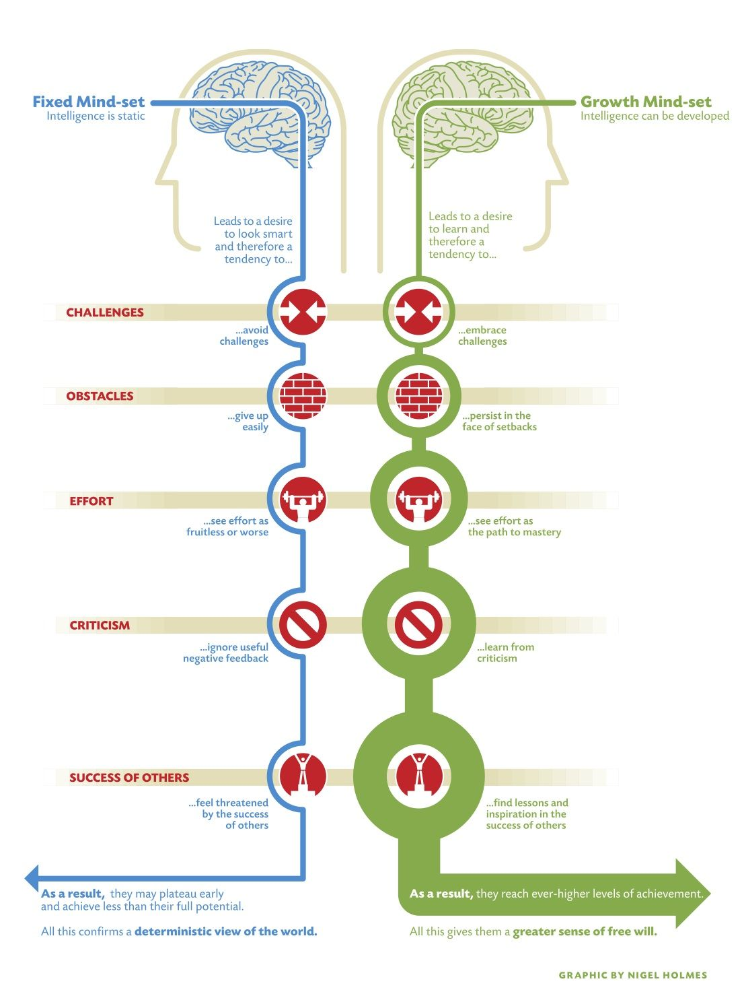 Fixed Mind-set
Intelligence is static
Growth Mind-set
Intelligence can be developed
Leads to a desire
to look smart
and therefore a
tendency to...
Leads to a desire
to learn and
therefore a
tendency to...
CHALLENGES
...avoid
challenges
...embrace
challenges
OBSTACLES
...give up
easily
...persist in the
face of setbacks
EFFORT
...see effort as
fruitless or worse
...see effort as
the path to mastery
CRITICISM
...ignore useful
negative feedback
...learn from
criticism
SUCCESS OF OTHERS
...feel threatened
by the success
of others
...find lessons and
inspiration in the
success of others
As a result, they may plateau early
and achieve less than their full potential.
All this confirms a deterministic view of the world.
As a result, they reach ever-higher levels of achievement.
All this gives them a greater sense of free will.
GRAPHIC BY NIGEL HOLMES